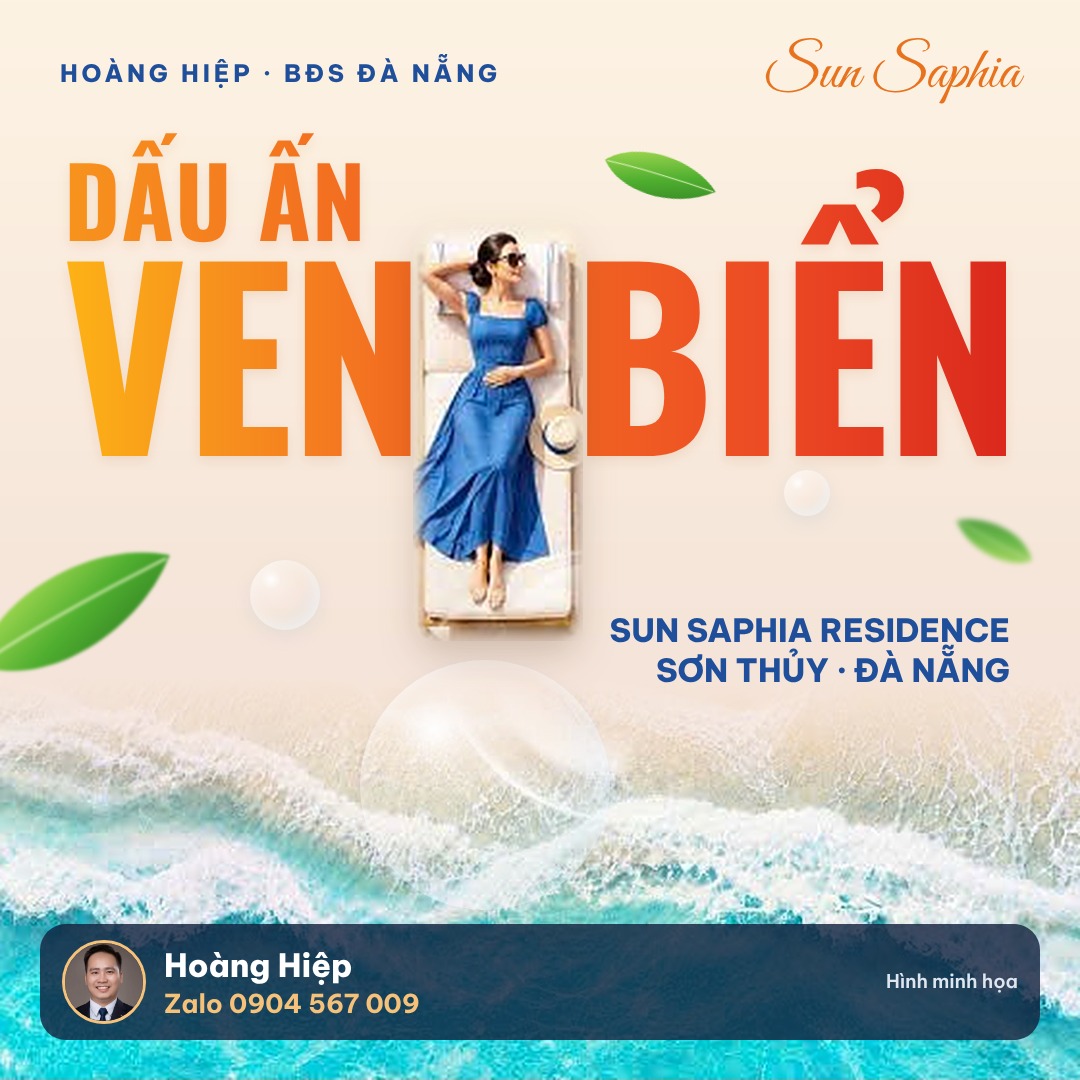 HOÀNG HIỆP · BĐS ĐÀ NẴNG
Sun Saphia
DẤU ẤN
VEN BIỂN
SUN SAPHIA RESIDENCE
SƠN THỦY · ĐÀ NẴNG
Hoàng Hiệp
Zalo 0904 567 009
Hình minh họa